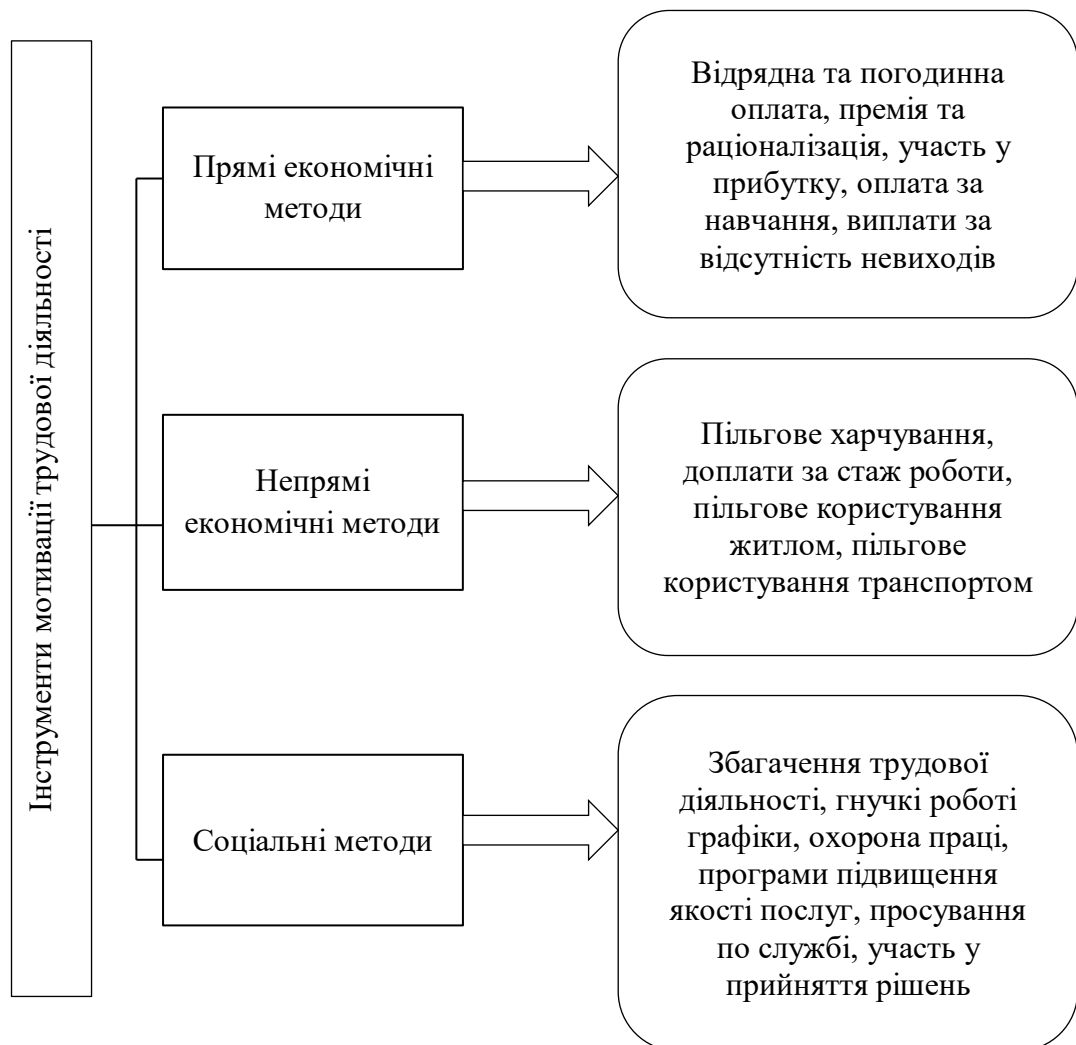 Інструменти мотивації трудової діяльності
Прямі економічні
методи
Відрядна та погодинна
оплата, премія та
раціоналізація, участь у
прибутку, оплата за
навчання, виплати за
відсутність невиходів
Непрямі
економічні методи
Пільгове харчування,
доплати за стаж роботи,
пільгове користування
житлом, пільгове
користування транспортом
Соціальні методи
Збагачення трудової
діяльності, гнучкі роботі
графіки, охорона праці,
програми підвищення
якості послуг, просування
по службі, участь у
прийняття рішень